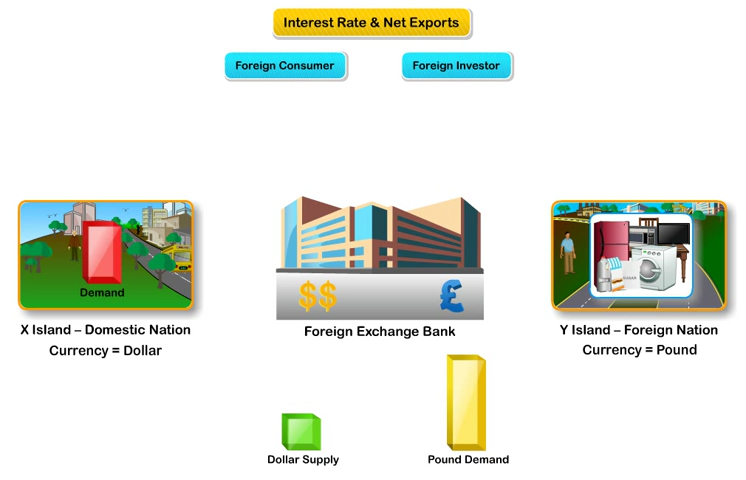 Interest Rate & Net Exports
Foreign Consumer
Foreign Investor
Demand
$$
£
X Island – Domestic Nation
Currency = Dollar
Foreign Exchange Bank
Y Island – Foreign Nation
Currency = Pound
Dollar Supply
Pound Demand